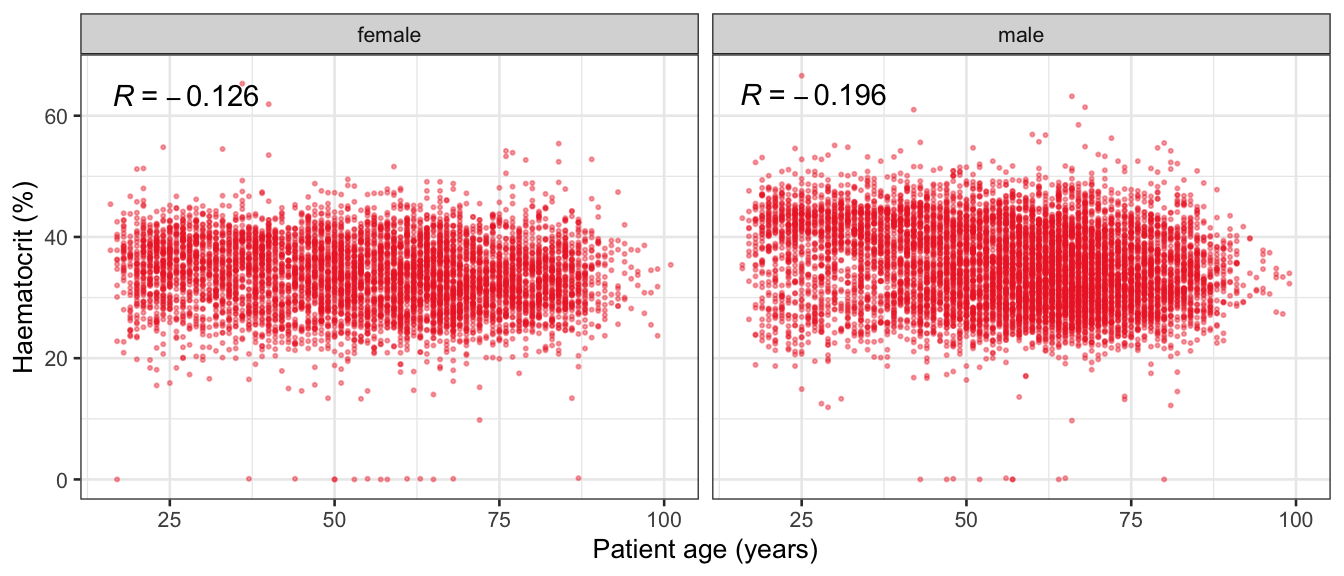 female
male
R = −0.126
R = −0.196
Haematocrit (%)
60
40
20
0
25 50 75 100
25 50 75 100
Patient age (years)